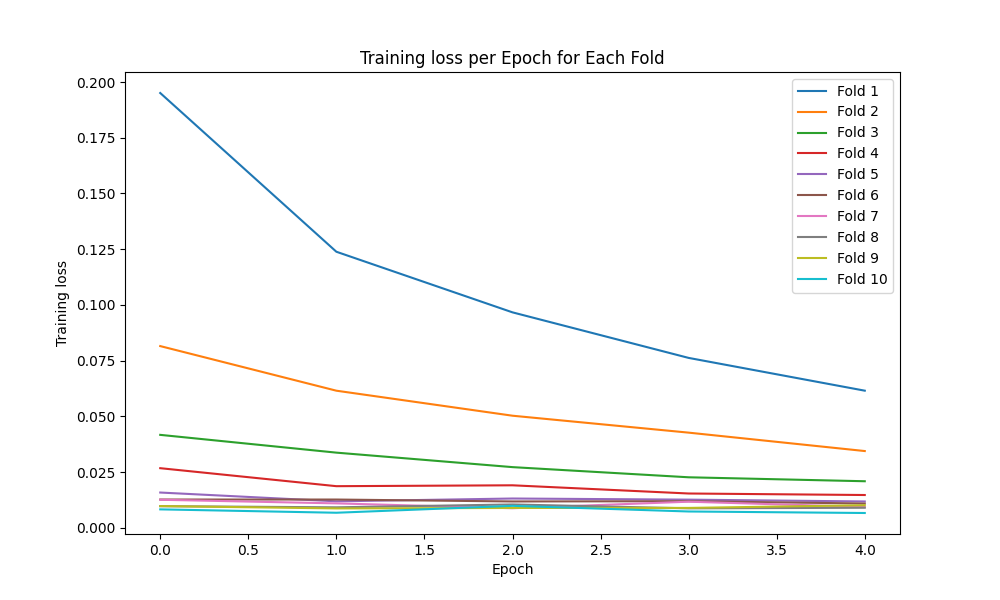 Training loss per Epoch for Each Fold
Training loss
0.200
0.175
0.150
0.125
0.100
0.075
0.050
0.025
0.000
Fold 1
Fold 2
Fold 3
Fold 4
Fold 5
Fold 6
Fold 7
Fold 8
Fold 9
Fold 10
0.0 0.5 1.0 1.5 2.0 2.5 3.0 3.5 4.0
Epoch